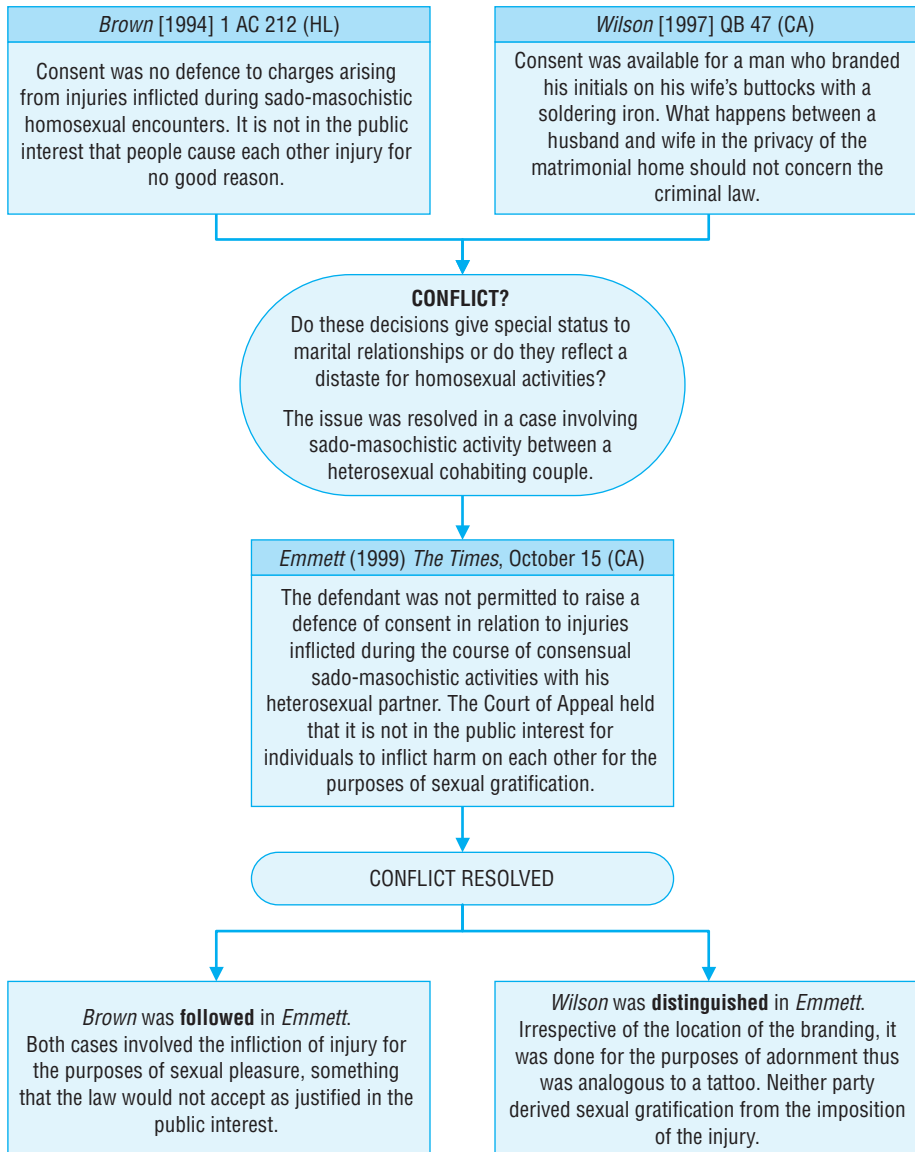 Brown [1994] 1 AC 212 (HL)
Consent was no defence to charges arising
from injuries inflicted during sado-masochistic
homosexual encounters. It is not in the public
interest that people cause each other injury for
no good reason.
Wilson [1997] QB 47 (CA)
Consent was available for a man who branded
his initials on his wife's buttocks with a
soldering iron. What happens between a
husband and wife in the privacy of the
matrimonial home should not concern the
criminal law.
CONFLICT?
Do these decisions give special status to
marital relationships or do they reflect a
distaste for homosexual activities?
The issue was resolved in a case involving
sado-masochistic activity between a
heterosexual cohabiting couple.
Emmett (1999) The Times, October 15 (CA)
The defendant was not permitted to raise a
defence of consent in relation to injuries
inflicted during the course of consensual
sado-masochistic activities with his
heterosexual partner. The Court of Appeal held
that it is not in the public interest for
individuals to inflict harm on each other for the
purposes of sexual gratification.
CONFLICT RESOLVED
Brown was followed in Emmett.
Both cases involved the infliction of injury for
the purposes of sexual pleasure, something
that the law would not accept as justified in the
public interest.
Wilson was distinguished in Emmett.
Irrespective of the location of the branding, it
was done for the purposes of adornment thus
was analogous to a tattoo. Neither party
derived sexual gratification from the imposition
of the injury.